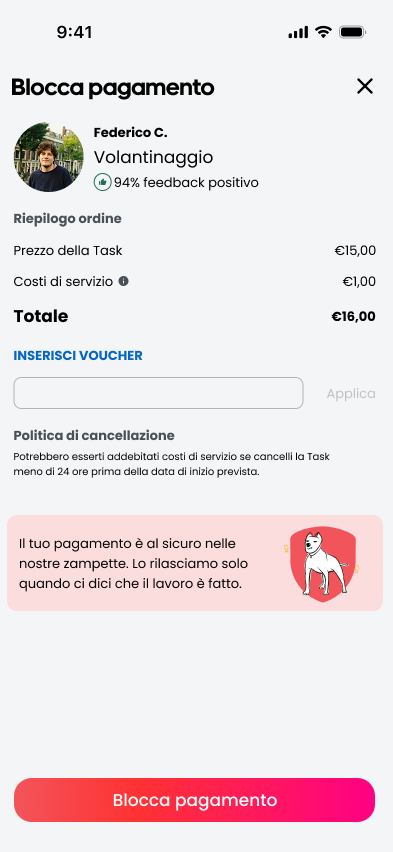 9:41
Blocca pagamento
Federico C.
Volantinaggio
94% feedback positivo
Riepilogo ordine
Prezzo della Task €15,00
Costi di servizio €1,00
Totale €16,00
INSERISCI VOUCHER
Applica
Politica di cancellazione
Potrebbero esserti addebitati costi di servizio se cancelli la Task
meno di 24 ore prima della data di inizio prevista.
Il tuo pagamento è al sicuro nelle
nostre zampette. Lo rilasciamo solo
quando ci dici che il lavoro è fatto.
Blocca pagamento